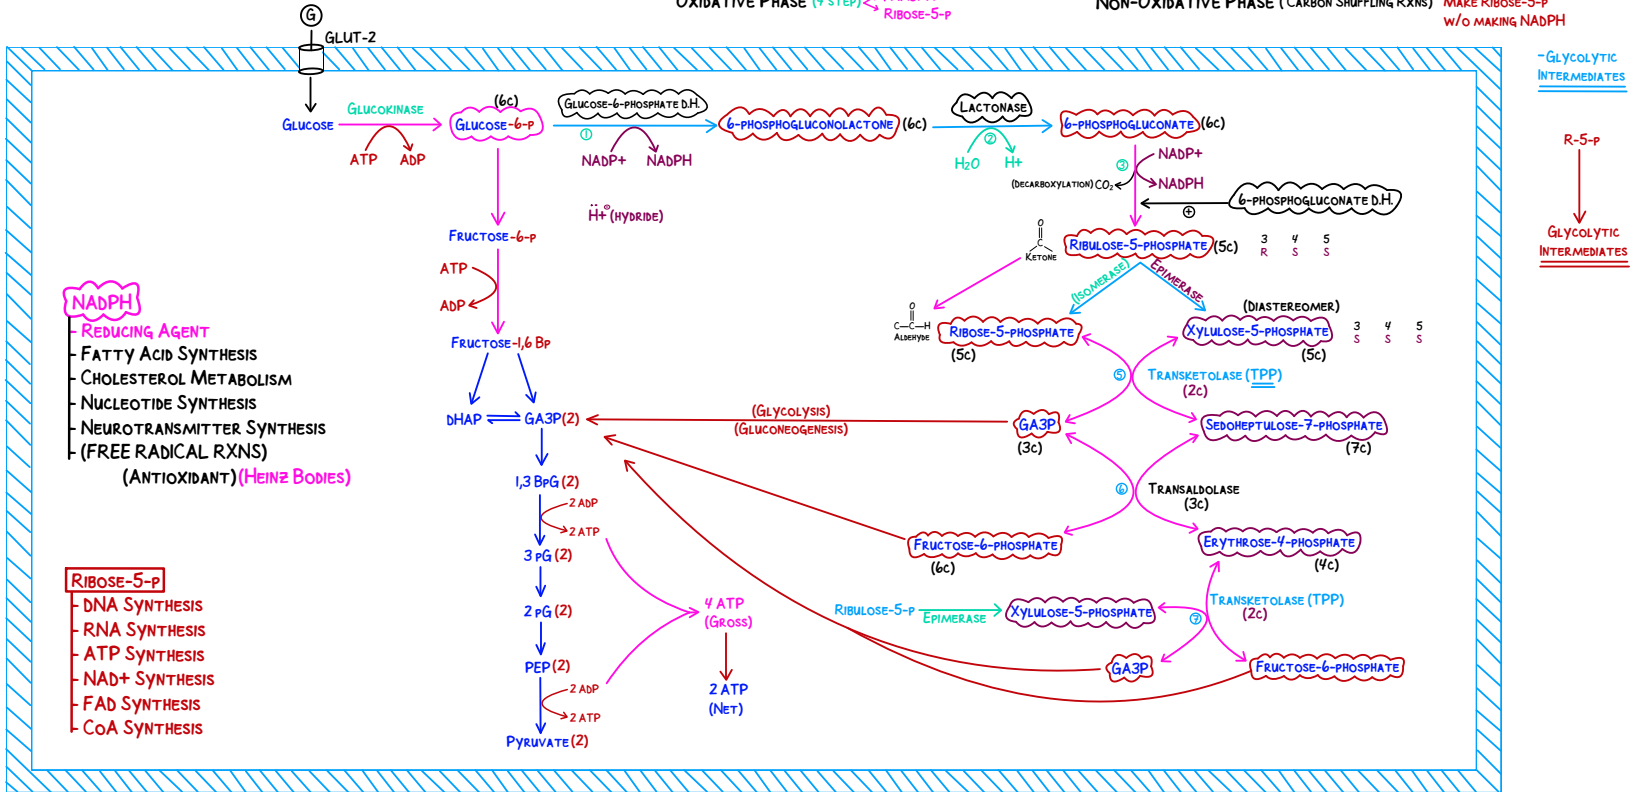 G
GLUT-2
Oxidative Phase (4 step)
Ribose-5-p
Non-Oxidative Phase (Carbon Shuffling Rxns)
Make Ribose-5-p
w/o making NADPH
-Glycolytic
Intermediates
R-5-p
Glycolytic
Intermediates
Glucose
Glucokinase
ATP
ADP
(6c)
Glucose-6-p
Glucose-6-phosphate D.H.
①
NADP+
NADPH
6-phosphogluconolactone (6c)
Lactonase
②
H2O
H+
6-phosphogluconate (6c)
③
NADP+
NADPH
(Decarboxylation) CO2
6-phosphogluconate D.H.
+
Ḧ+⊖ (hydride)
Fructose-6-p
ATP
ADP
Fructose-1,6 Bp
DHAP
GA3P(2)
1,3 BpG (2)
2 ADP
2 ATP
3 pG (2)
2 pG (2)
PEP (2)
2 ADP
2 ATP
Pyruvate (2)
4 ATP
(Gross)
2 ATP
(Net)
O
C
Ketone
Ribulose-5-phosphate (5c)
3 4 5
R S S
(Isomerase)
Epimerase
O
C-C-H
Aldehyde
Ribose-5-phosphate
(5c)
(Diastereomer)
Xylulose-5-phosphate
(5c)
3 4 5
S S S
⑤
Transketolase (TPP)
(2c)
GA3P
(3c)
(Glycolysis)
(Gluconeogenesis)
Sedoheptulose-7-phosphate
(7c)
⑥
Transaldolase
(3c)
Fructose-6-phosphate
(6c)
Erythrose-4-phosphate
(4c)
Ribulose-5-p
Epimerase
Xylulose-5-phosphate
Transketolase (TPP)
(2c)
⑦
GA3P
Fructose-6-phosphate
NADPH
- Reducing Agent
- Fatty Acid Synthesis
- Cholesterol Metabolism
- Nucleotide Synthesis
- Neurotransmitter Synthesis
- (FREE RADICAL RXNS)
(Antioxidant) (Heinz Bodies)
Ribose-5-p
- DNA Synthesis
- RNA Synthesis
- ATP Synthesis
- NAD+ Synthesis
- FAD Synthesis
- CoA Synthesis